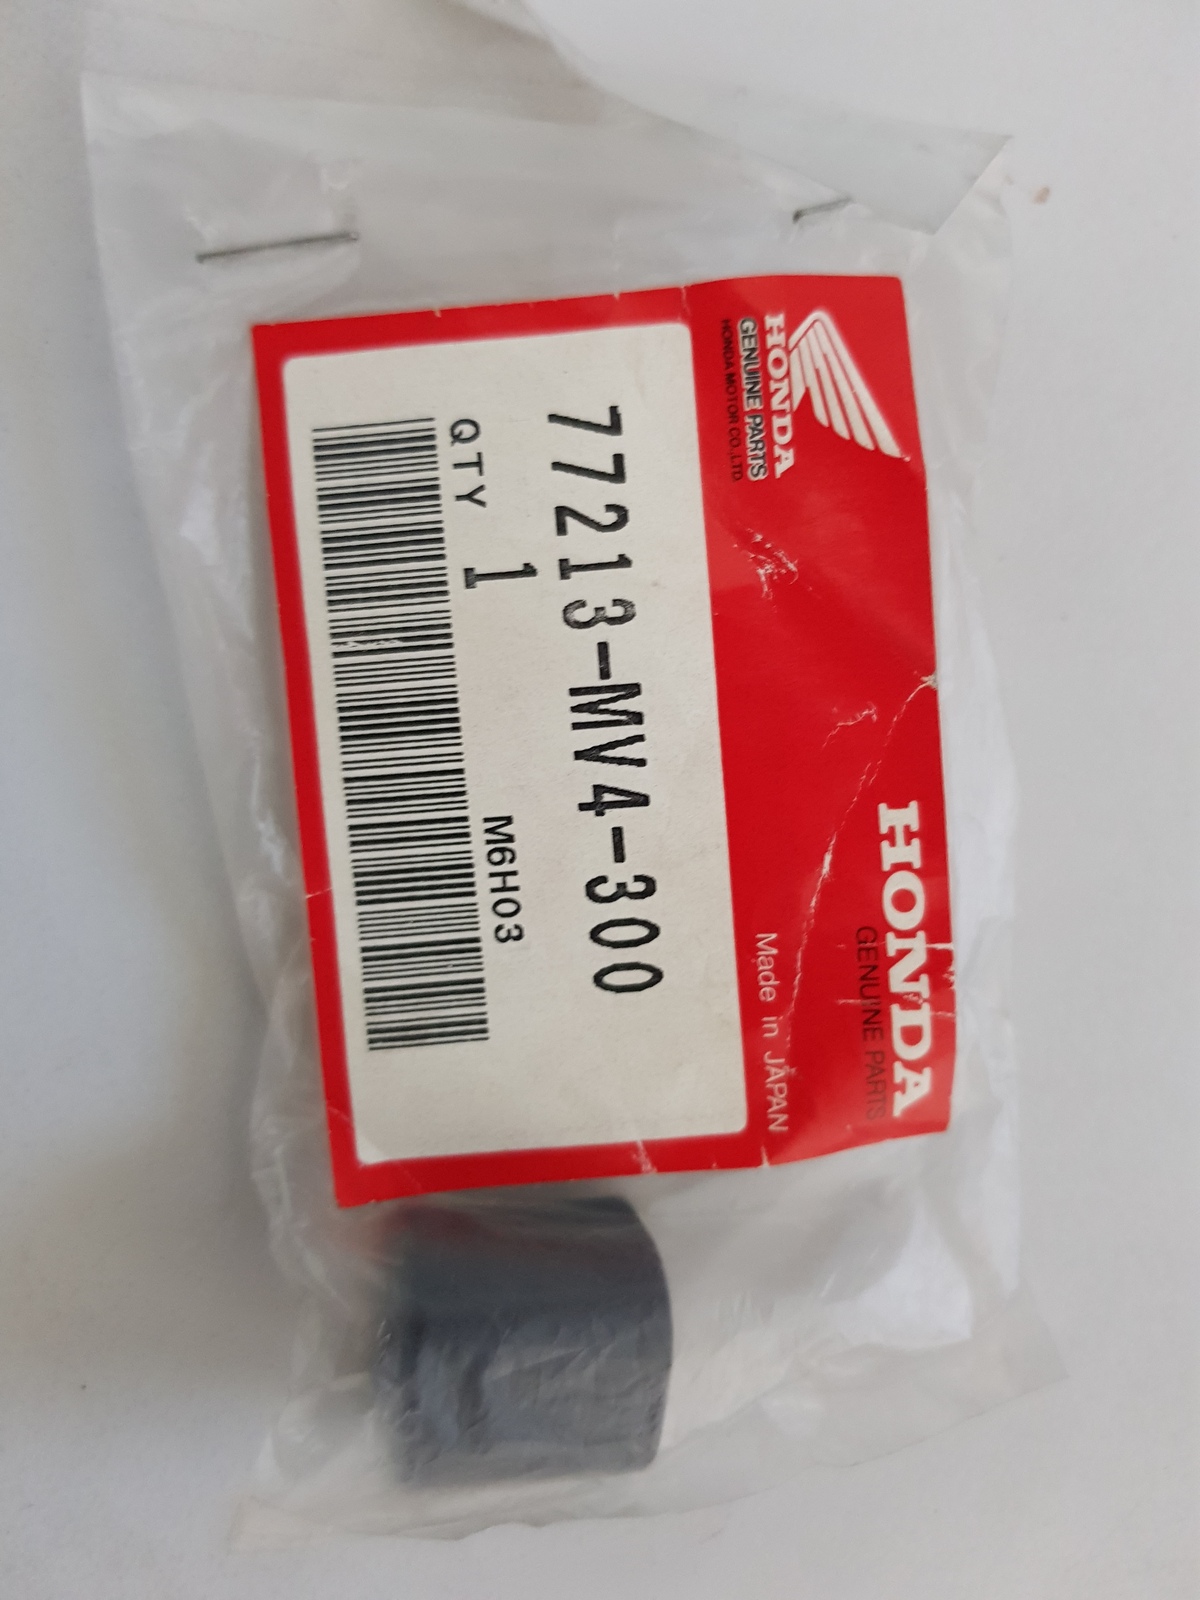 HONDA
GENUINE PARTS
HONDA MOTOR CO.,LTD.
HONDA
GENUINE PARTS
Made in JAPAN
77213-MV4-300
QTY 1
M6H03